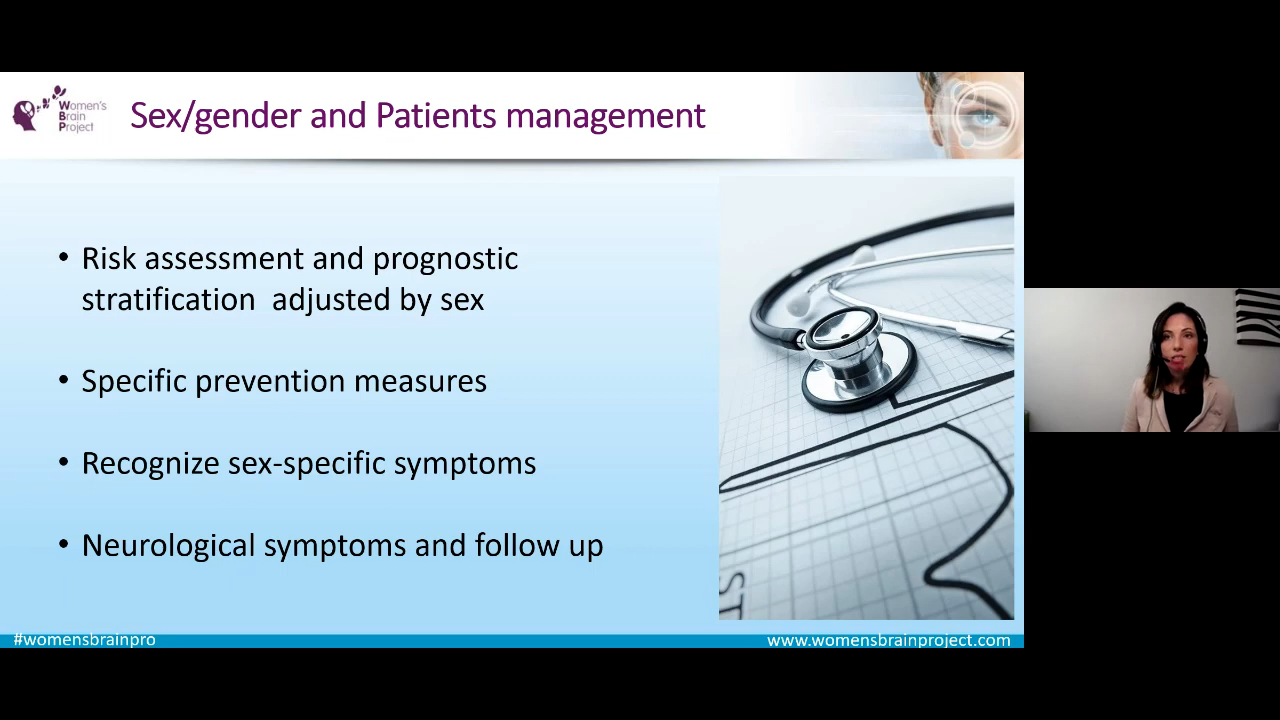 Women's
Brain
Project
Sex/gender and Patients management
• Risk assessment and prognostic
stratification  adjusted by sex
• Specific prevention measures
• Recognize sex-specific symptoms
• Neurological symptoms and follow up
ST
#womensbrainpro
www.womensbrainproject.com